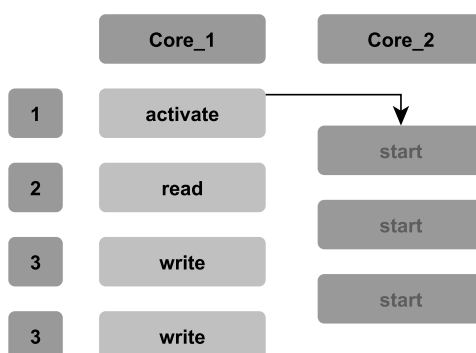 Core_1 Core_2
1 activate
start
2 read
start
3 write
start
3 write